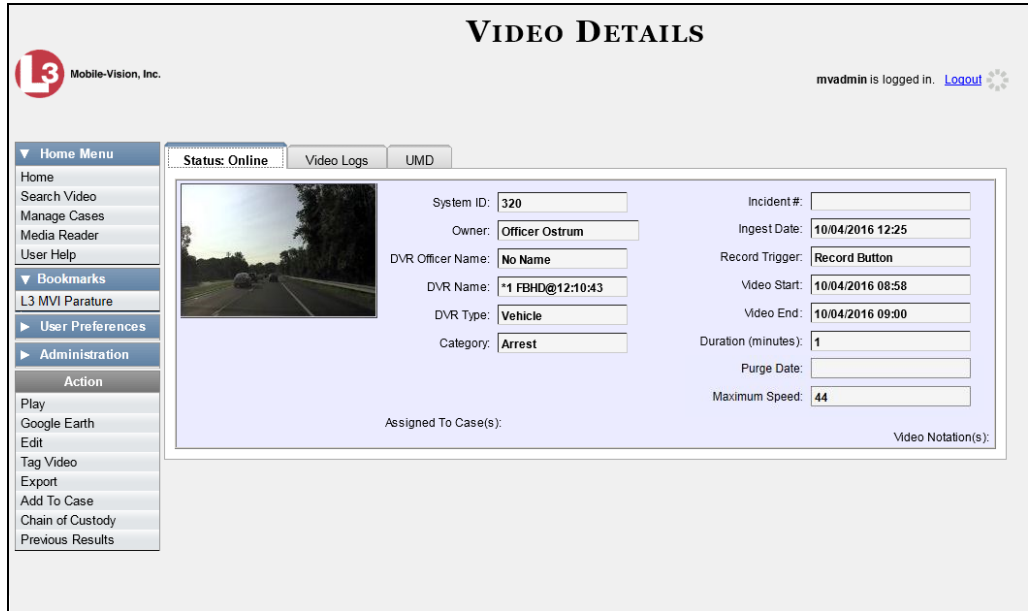 VIDEO DETAILS
L3 Mobile-Vision, Inc.
mvadmin is logged in. Logout
▼ Home Menu
Home
Search Video
Manage Cases
Media Reader
User Help
▼ Bookmarks
L3 MVI Parature
► User Preferences
► Administration
Action
Play
Google Earth
Edit
Tag Video
Export
Add To Case
Chain of Custody
Previous Results
Status: Online
Video Logs
UMD
System ID: 320
Owner: Officer Ostrum
DVR Officer Name: No Name
DVR Name: *1 FBHD@12:10:43
DVR Type: Vehicle
Category: Arrest
Assigned To Case(s):
Incident #:
Ingest Date: 10/04/2016 12:25
Record Trigger: Record Button
Video Start: 10/04/2016 08:58
Video End: 10/04/2016 09:00
Duration (minutes): 1
Purge Date:
Maximum Speed: 44
Video Notation(s):